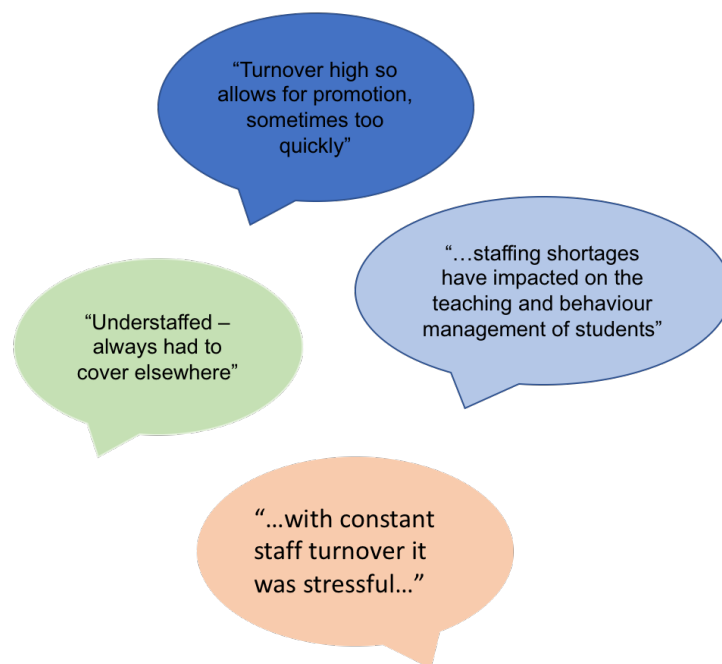 “Turnover high so
allows for promotion,
sometimes too
quickly”
“…staffing shortages
have impacted on the
teaching and behaviour
management of students”
“Understaffed –
always had to
cover elsewhere”
“…with constant
staff turnover it
was stressful…”